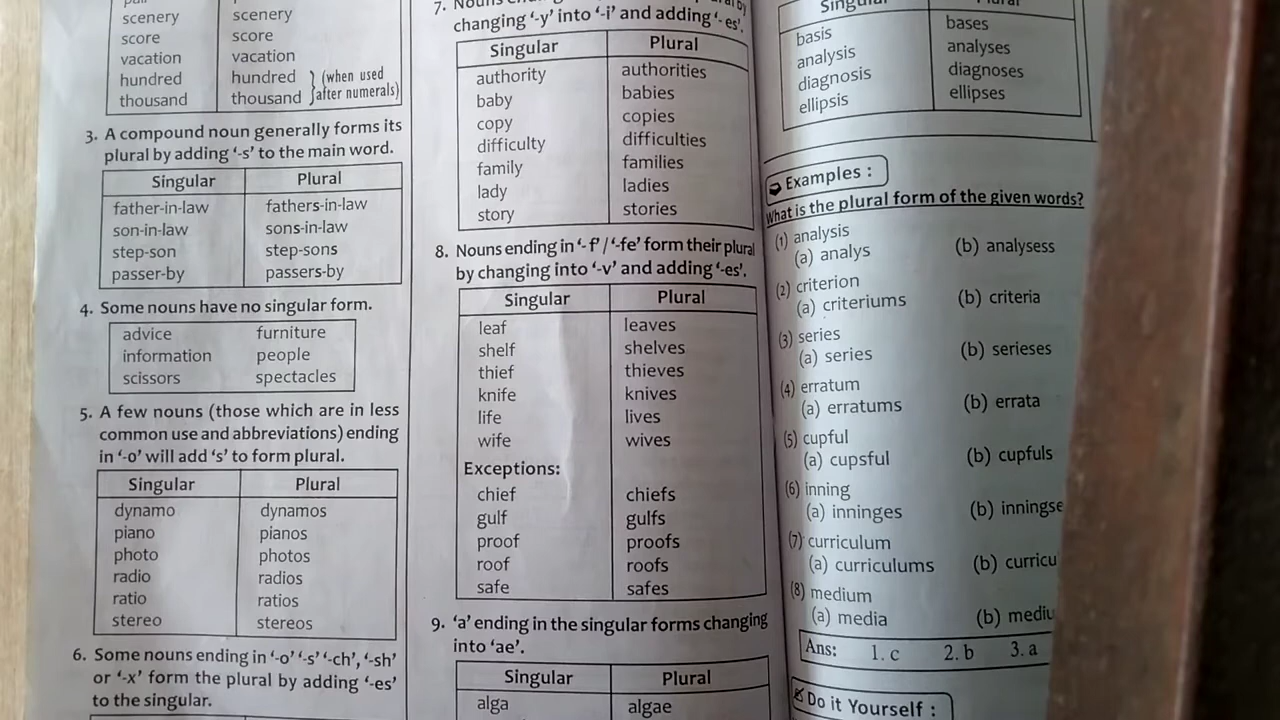 scenery scenery
score score
vacation vacation
hundred hundred (when used
thousand thousand after numerals)
3. A compound noun generally forms its
plural by adding '-s' to the main word.
Singular Plural
father-in-law fathers-in-law
son-in-law sons-in-law
step-son step-sons
passer-by passers-by
4. Some nouns have no singular form.
advice furniture
information people
scissors spectacles
5. A few nouns (those which are in less
common use and abbreviations) ending
in '-o' will add 's' to form plural.
Singular Plural
dynamo dynamos
piano pianos
photo photos
radio radios
ratio ratios
stereo stereos
6. Some nouns ending in '-o' '-s' '-ch', '-sh'
or '-x' form the plural by adding '-es'
to the singular.
7. Nouns
changing '-y' into '-i' and adding '-es'.
Singular Plural
authority authorities
baby babies
copy copies
difficulty difficulties
family families
lady ladies
story stories
8. Nouns ending in '-f' / '-fe' form their plural
by changing into '-v' and adding '-es'.
Singular Plural
leaf leaves
shelf shelves
thief thieves
knife knives
life lives
wife wives
Exceptions:
chief chiefs
gulf gulfs
proof proofs
roof roofs
safe safes
9. 'a' ending in the singular forms changing
into 'ae'.
Singular Plural
alga algae
Singular Plural
basis bases
analysis analyses
diagnosis diagnoses
ellipsis ellipses
Examples :
What is the plural form of the given words?
(1) analysis
(a) analys (b) analysess
(2) criterion
(a) criteriums (b) criteria
(3) series
(a) series (b) serieses
(4) erratum
(a) erratums (b) errata
(5) cupful
(a) cupsful (b) cupfuls
(6) inning
(a) inninges (b) inningse
(7) curriculum
(a) curriculums (b) curricu
(8) medium
(a) media (b) mediu
Ans: 1. c 2. b 3. a
Do it Yourself :